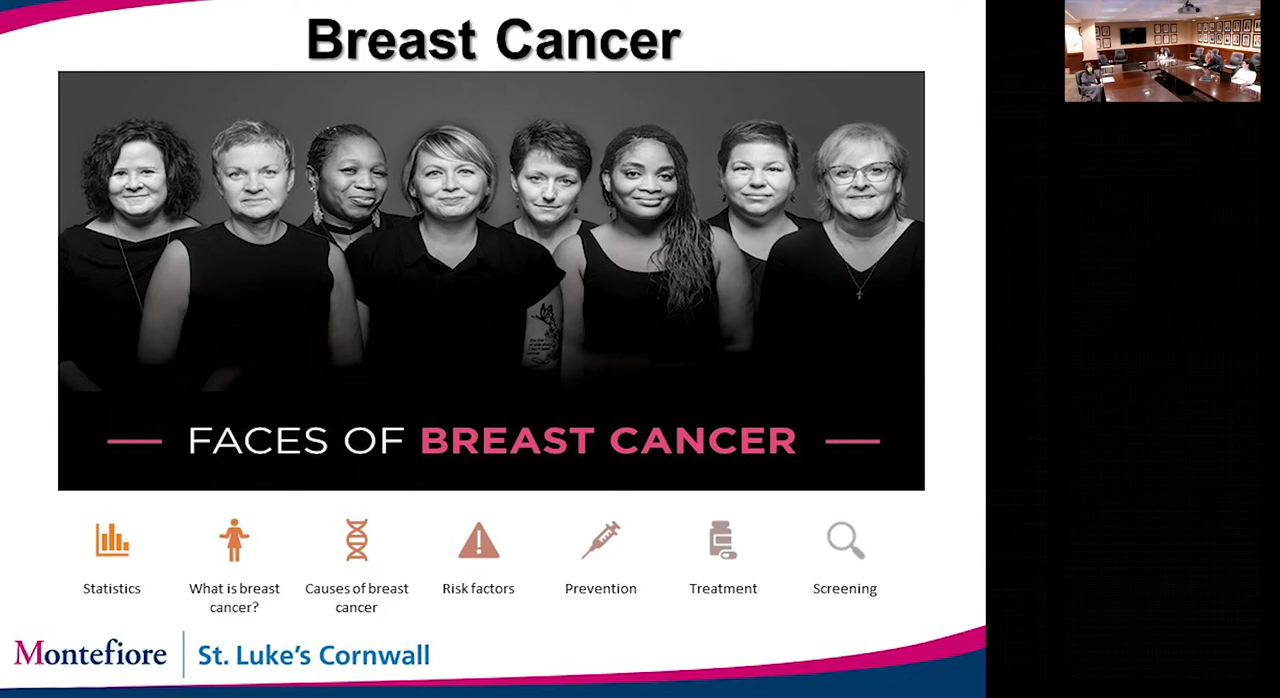 Breast Cancer
FACES OF BREAST CANCER
Statistics
What is breast
cancer?
Causes of breast
cancer
Risk factors
Prevention
Treatment
Screening
Montefiore
St. Luke's Cornwall